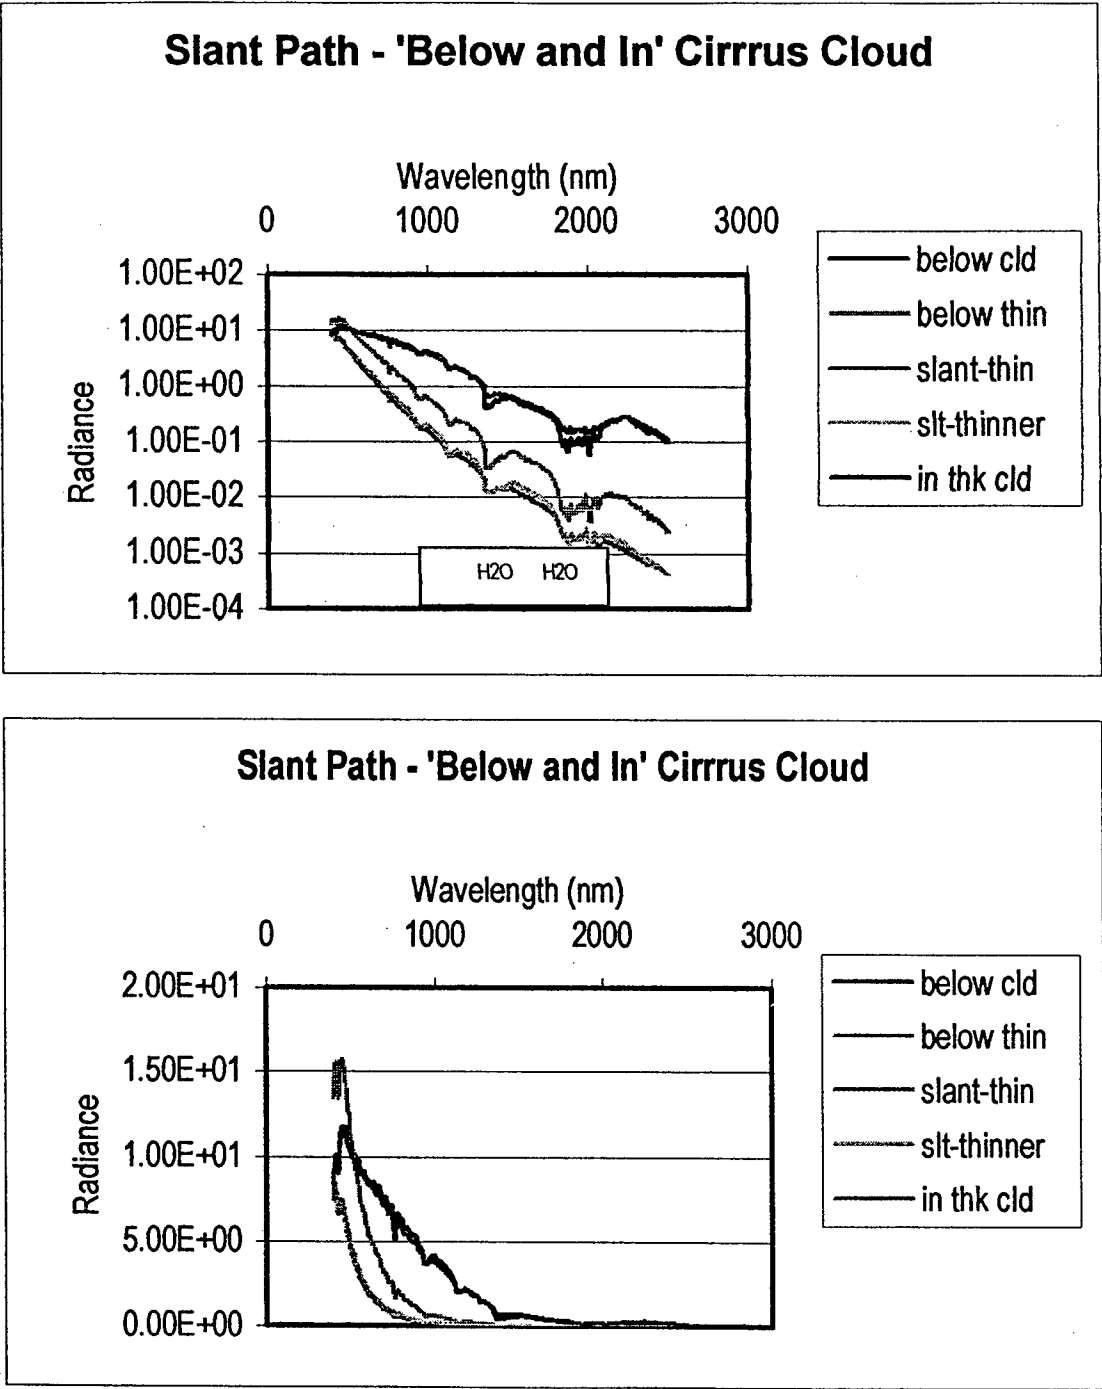 Slant Path - 'Below and In' Cirrrus Cloud
Wavelength (nm)
0 1000 2000 3000
1.00E+02
1.00E+01
1.00E+00
1.00E-01
1.00E-02
1.00E-03
1.00E-04
Radiance
H2O H2O
below cld
below thin
slant-thin
slt-thinner
in thk cld
Slant Path - 'Below and In' Cirrrus Cloud
Wavelength (nm)
0 1000 2000 3000
2.00E+01
1.50E+01
1.00E+01
5.00E+00
0.00E+00
Radiance
below cld
below thin
slant-thin
slt-thinner
in thk cld